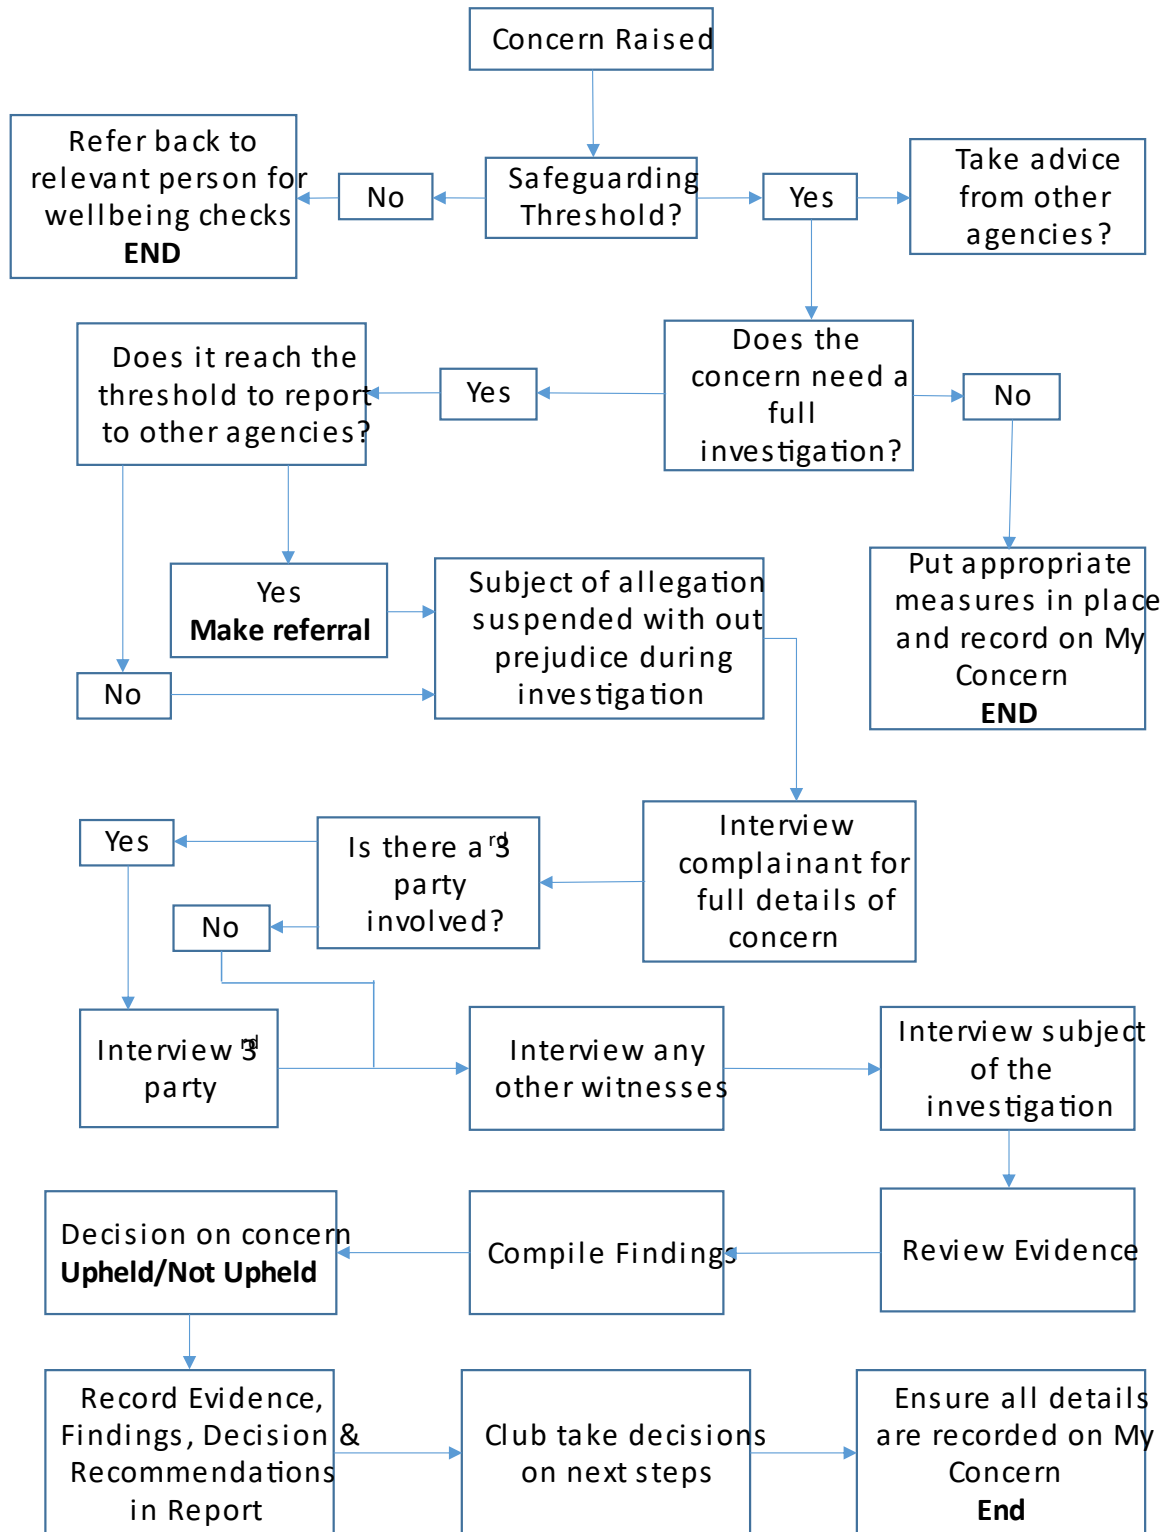 Concern Raised
Refer back to
relevant person for
wellbeing checks
END
No
Safeguarding
Threshold?
Yes
Take advice
from other
agencies?
Does it reach the
threshold to report
to other agencies?
Yes
Does the
concern need a
full
investigation?
No
Yes
Make referral
No
Subject of allegation
suspended with out
prejudice during
investigation
Put appropriate
measures in place
and record on My
Concern
END
Yes
No
Is there a 3rd
party
involved?
Interview
complainant for
full details of
concern
Interview 3rd
party
Interview any
other witnesses
Interview subject
of the
investigation
Decision on concern
Upheld/Not Upheld
Compile Findings
Review Evidence
Record Evidence,
Findings, Decision &
Recommendations
in Report
Club take decisions
on next steps
Ensure all details
are recorded on My
Concern
End